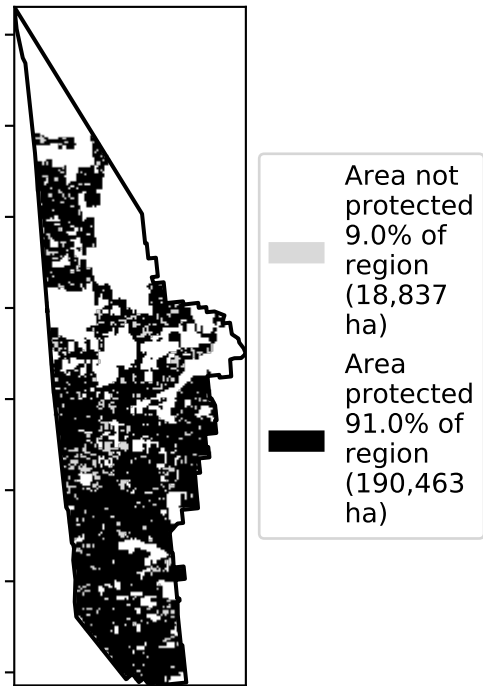 Area not
protected
9.0% of
region
(18,837
ha)
Area
protected
91.0% of
region
(190,463
ha)